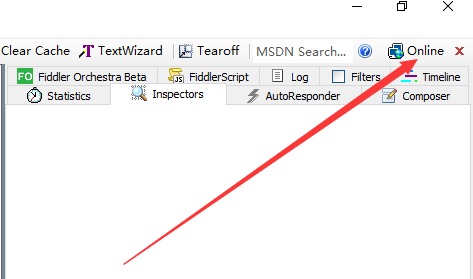 Clear Cache TextWizard Tearoff MSDN Search... Online
FO Fiddler Orchestra Beta FiddlerScript Log Filters Timeline
Statistics Inspectors AutoResponder Composer